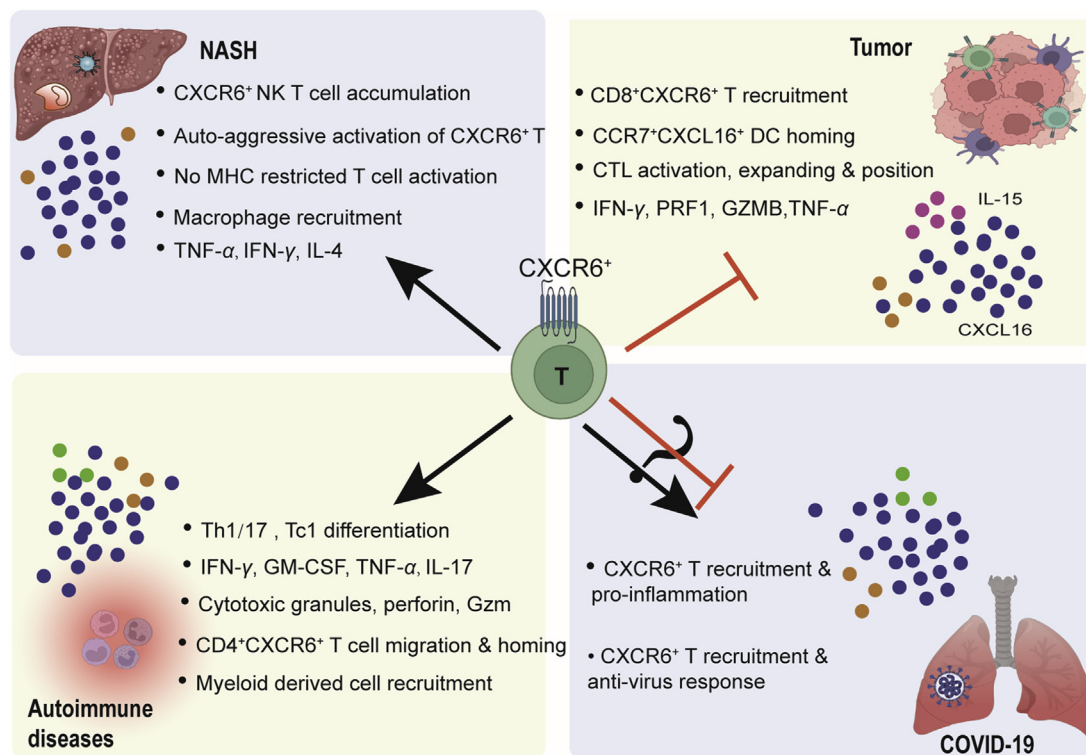 NASH
• CXCR6⁺ NK T cell accumulation
• Auto-aggressive activation of CXCR6⁺ T
• No MHC restricted T cell activation
• Macrophage recruitment
• TNF-α, IFN-γ, IL-4
Tumor
• CD8⁺CXCR6⁺ T recruitment
• CCR7⁺CXCL16⁺ DC homing
• CTL activation, expanding & position
• IFN-γ, PRF1, GZMB,TNF-α
IL-15
CXCL16
CXCR6⁺
T
?
• Th1/17 , Tc1 differentiation
• IFN-γ, GM-CSF, TNF-α, IL-17
• Cytotoxic granules, perforin, Gzm
• CD4⁺CXCR6⁺ T cell migration & homing
• Myeloid derived cell recruitment
Autoimmune
diseases
• CXCR6⁺ T recruitment &
pro-inflammation
• CXCR6⁺ T recruitment &
anti-virus response
COVID-19